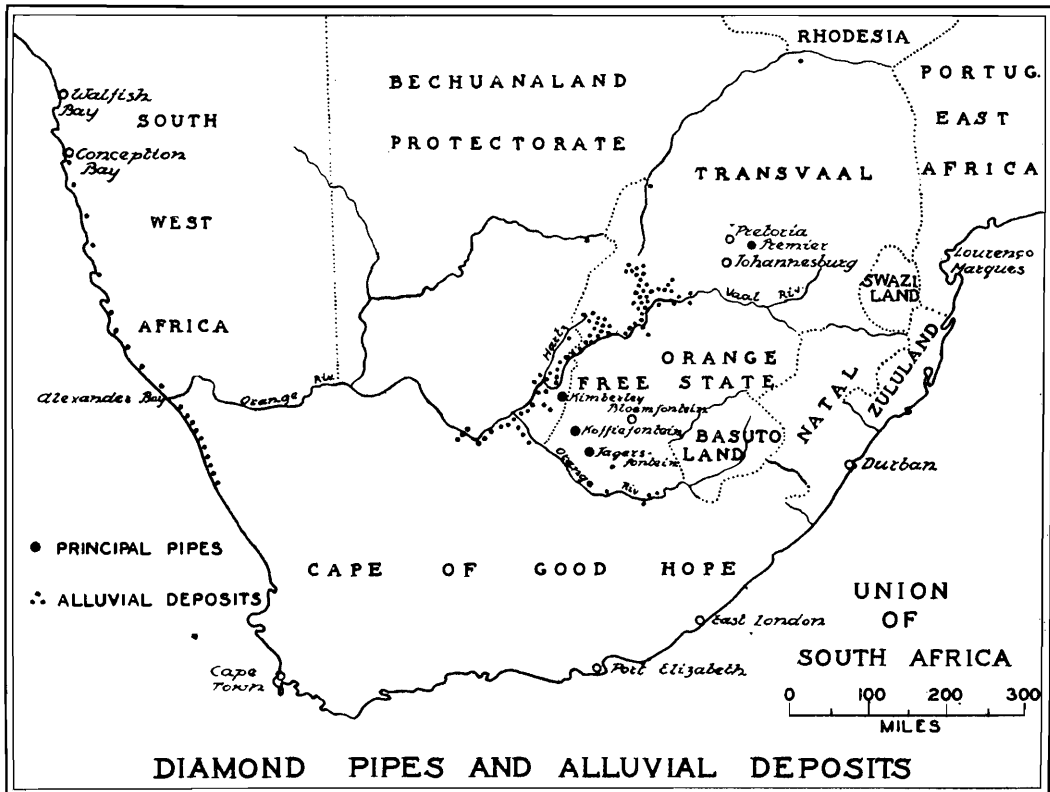 RHODESIA
PORTUG.
EAST
AFRICA
BECHUANALAND
PROTECTORATE
Walfish
Bay
SOUTH
Conception
Bay
WEST
AFRICA
TRANSVAAL
Pretoria
Premier
Johannesburg
Lourenço
Marques
SWAZI
LAND
Vaal Riv.
Harts
ORANGE
FREE STATE
NATAL
ZULULAND
Alexander Bay
Orange Riv.
Kimberley
Bloemfontein
Koffiefontein
BASUTO
LAND
Jagers-
fontein
Orange Riv.
Durban
PRINCIPAL PIPES
ALLUVIAL DEPOSITS
CAPE OF GOOD HOPE
East London
Port Elizabeth
Cape
Town
UNION
OF
SOUTH AFRICA
0 100 200 300
MILES
DIAMOND PIPES AND ALLUVIAL DEPOSITS